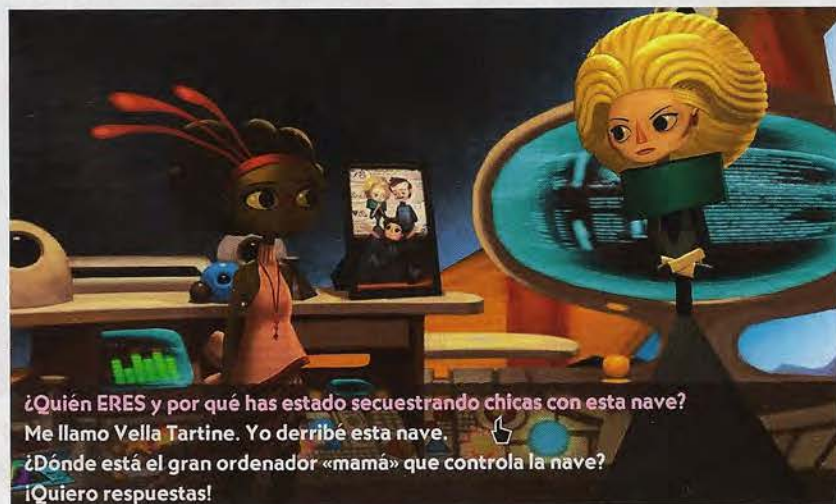 ¿Quién ERES y por qué has estado secuestrando chicas con esta nave?
Me llamo Vella Tartine. Yo derribé esta nave.
¿Dónde está el gran ordenador «mamá» que controla la nave?
¡Quiero respuestas!